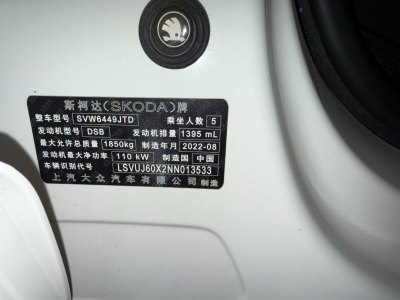 斯柯达(SKODA)牌
整车型号 SVW6449JTD 乘坐人数 5
发动机型号 DSB 发动机排量 1395 mL
最大允许总质量 1850kg 制造年月 2022-08
发动机最大净功率 110 kW 制造国 中国
车辆识别代号 LSVUJ60X2NN013533
上汽大众汽车有限公司 制造